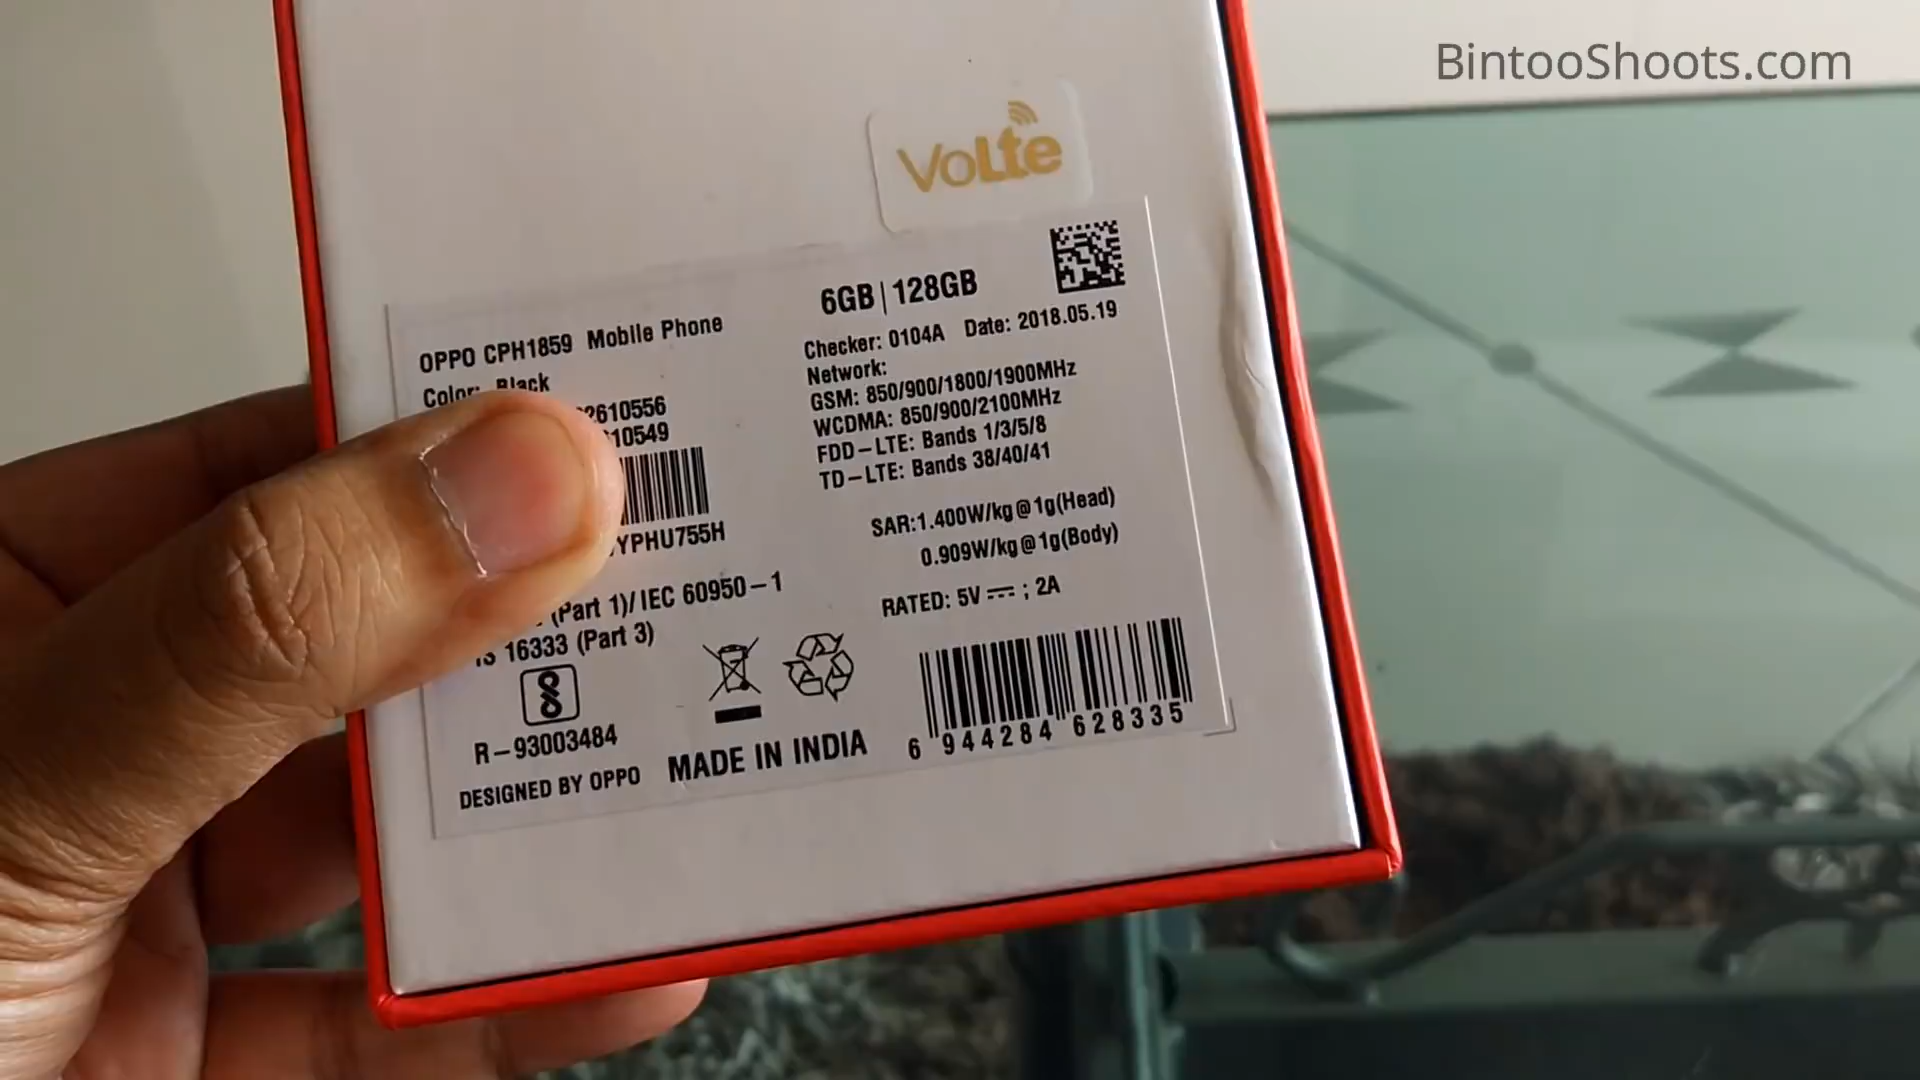 BintooShoots.com
VoLte
6GB|128GB
OPPO CPH1859 Mobile Phone
Color: Black
2610556
10549
YPHU755H
(Part 1)/ IEC 60950-1
IS 16333 (Part 3)
R-93003484
DESIGNED BY OPPO
MADE IN INDIA
Checker: 0104A Date: 2018.05.19
Network:
GSM: 850/900/1800/1900MHz
WCDMA: 850/900/2100MHz
FDD-LTE: Bands 1/3/5/8
TD-LTE: Bands 38/40/41
SAR:1.400W/kg@1g(Head)
0.909W/kg@1g(Body)
RATED: 5V ⎓ ; 2A
6 944284 628335